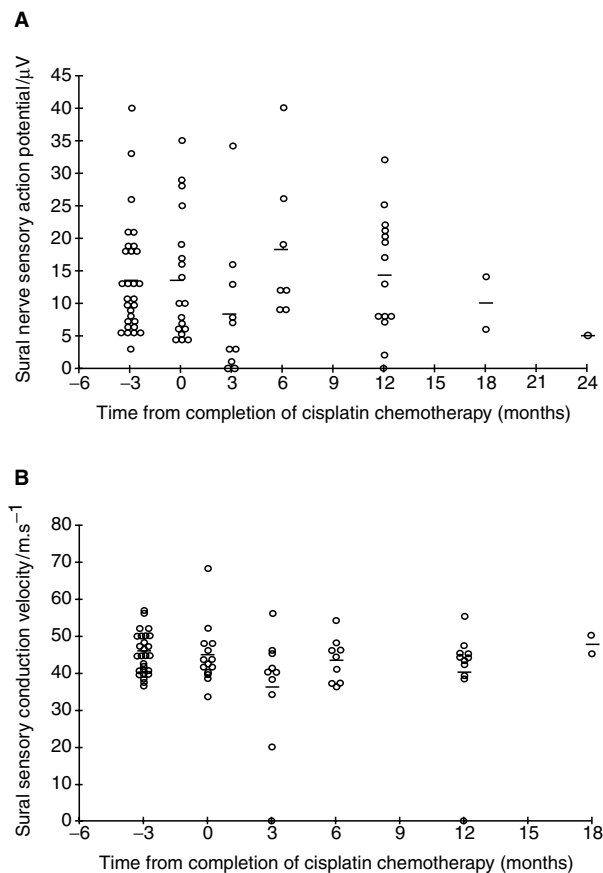 A
Sural nerve sensory action potential/μV
45
40
35
30
25
20
15
10
5
0
−6 −3 0 3 6 9 12 15 18 21 24
Time from completion of cisplatin chemotherapy (months)
B
Sural sensory conduction velocity/m.s−1
80
70
60
50
40
30
20
10
0
−6 −3 0 3 6 9 12 18
Time from completion of cisplatin chemotherapy (months)